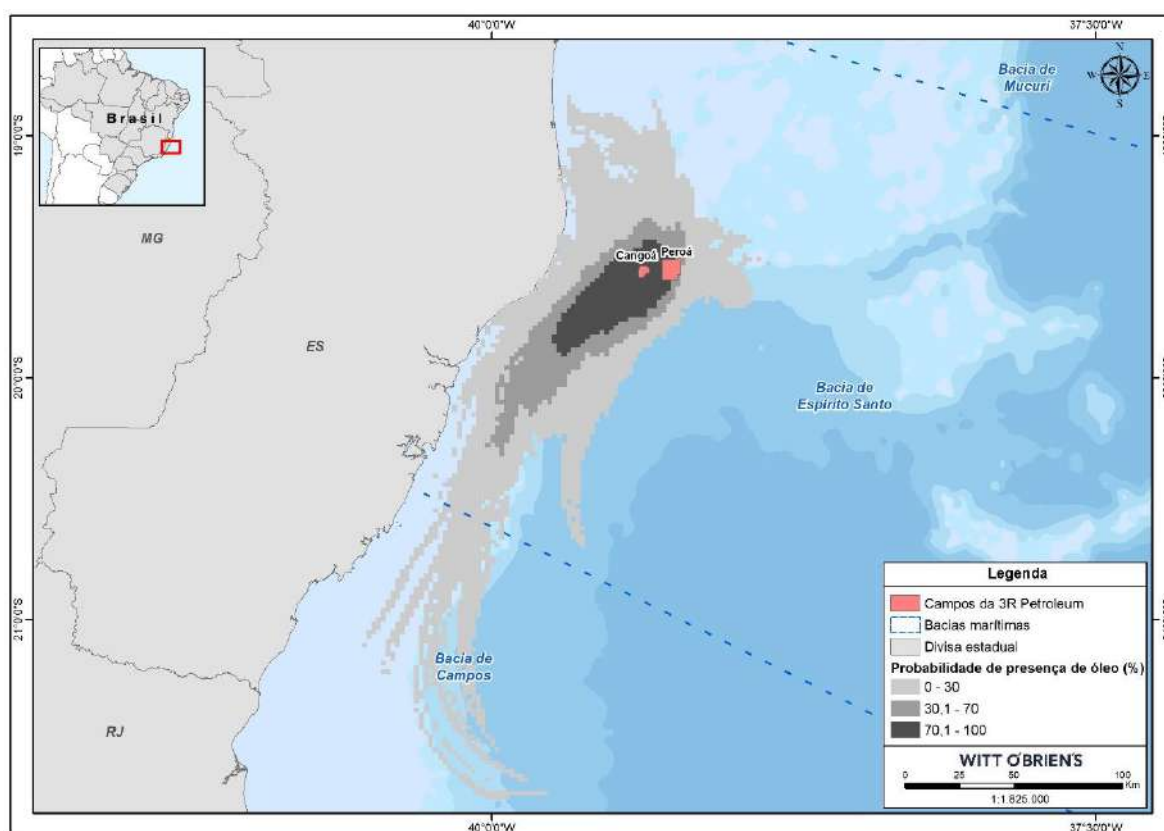 40°0'0"W
37°30'0"W
Brasil
N
W
E
S
Bacia de
Mucuri
19°0'0"S
MG
Cangoá
Peroá
ES
20°0'0"S
Bacia de
Espírito Santo
21°0'0"S
Bacia de
Campos
RJ
Legenda
Campos da 3R Petroleum
Bacias marítimas
Divisa estadual
Probabilidade de presença de óleo (%)
0 - 30
30,1 - 70
70,1 - 100
WITT O'BRIEN'S
0 25 50 100
Km
1:1.825.000
40°0'0"W
37°30'0"W